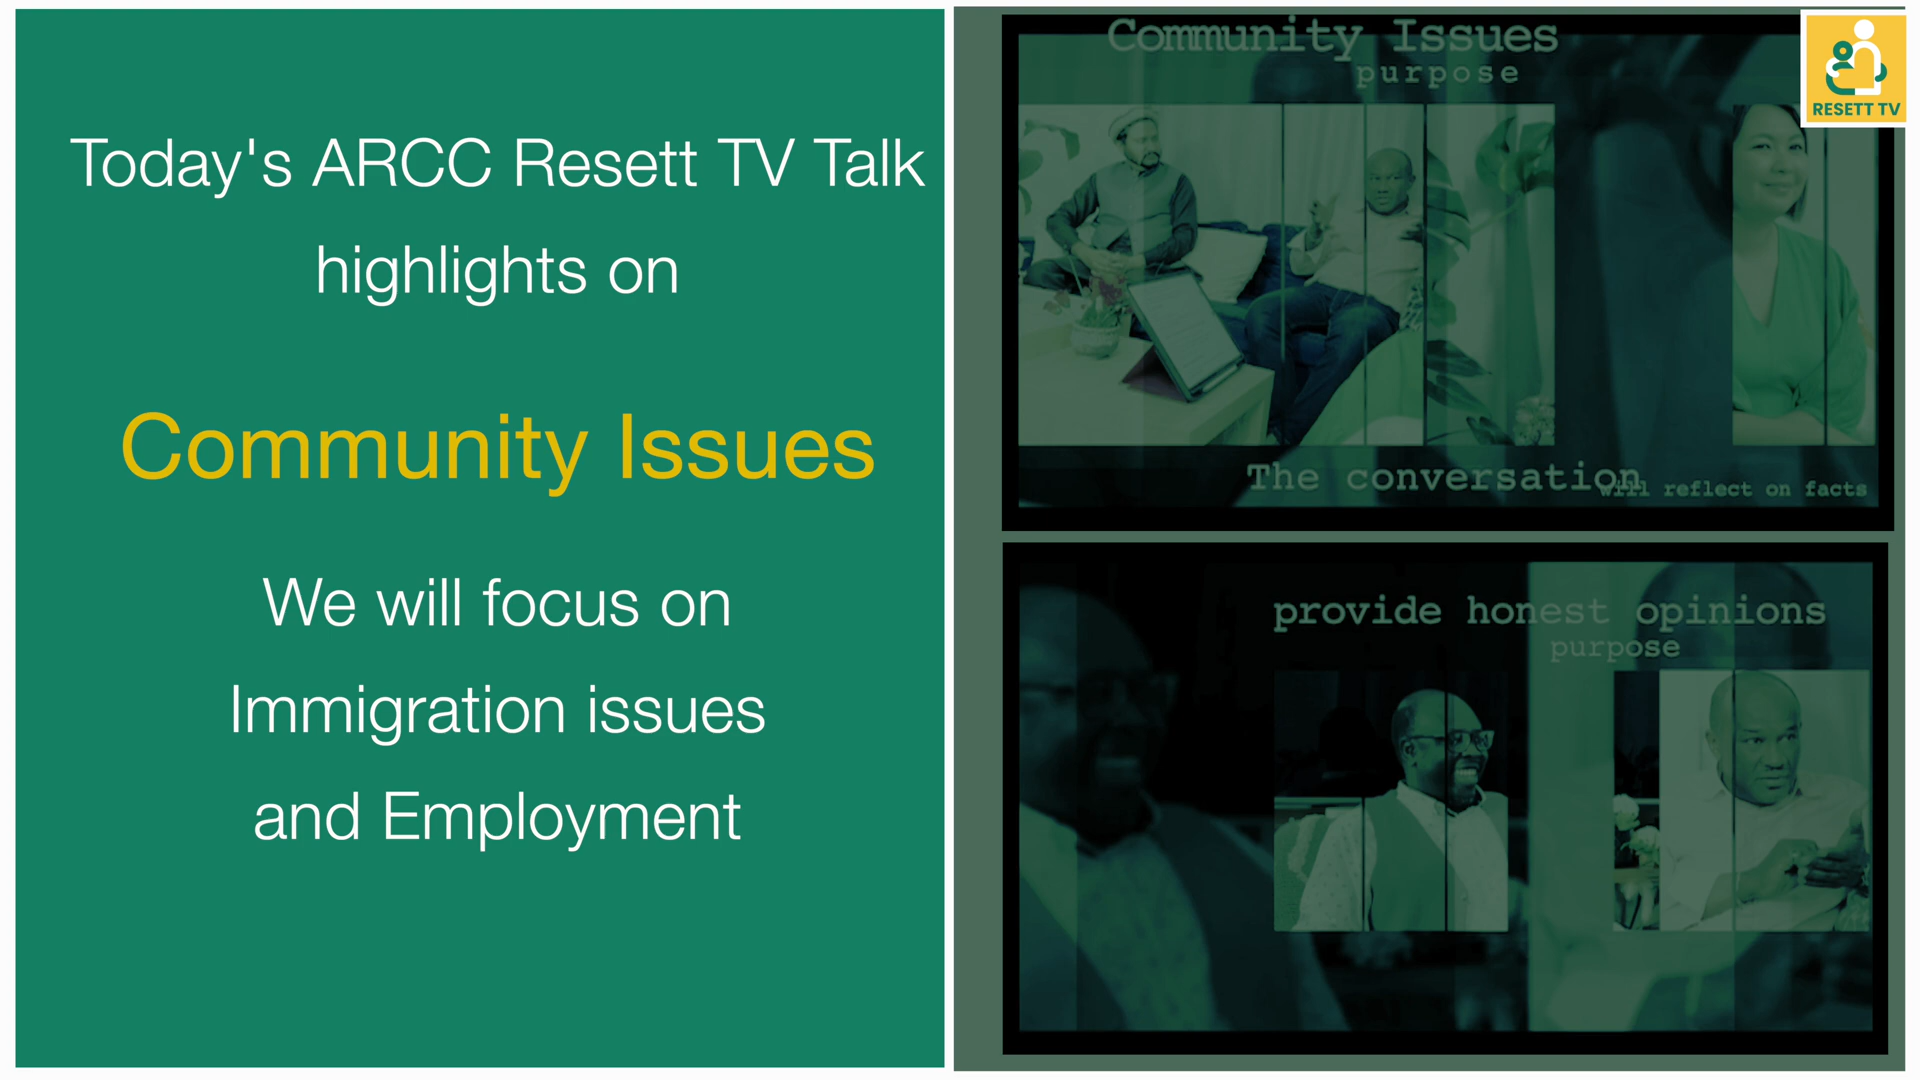 Today's ARCC Resett TV Talk
highlights on
Community Issues
We will focus on
Immigration issues
and Employment
Community Issues
purpose
The conversation
will reflect on facts
provide honest opinions
purpose
RESETT TV